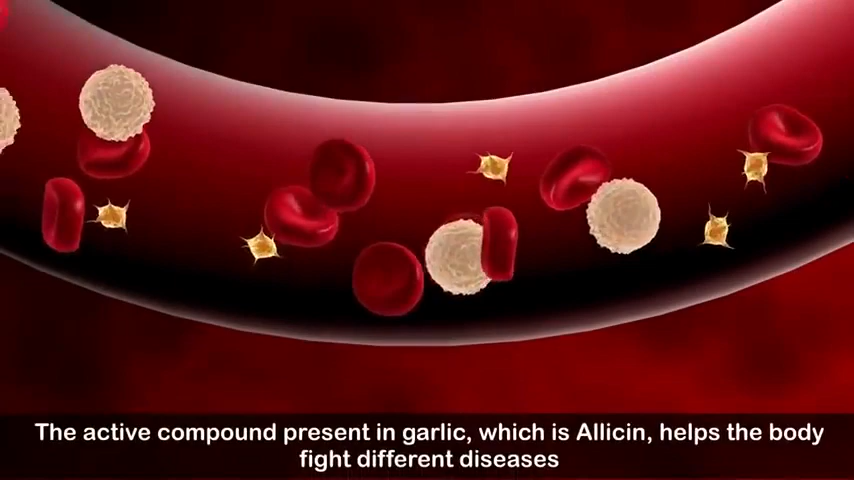 The active compound present in garlic, which is Allicin, helps the body
fight different diseases